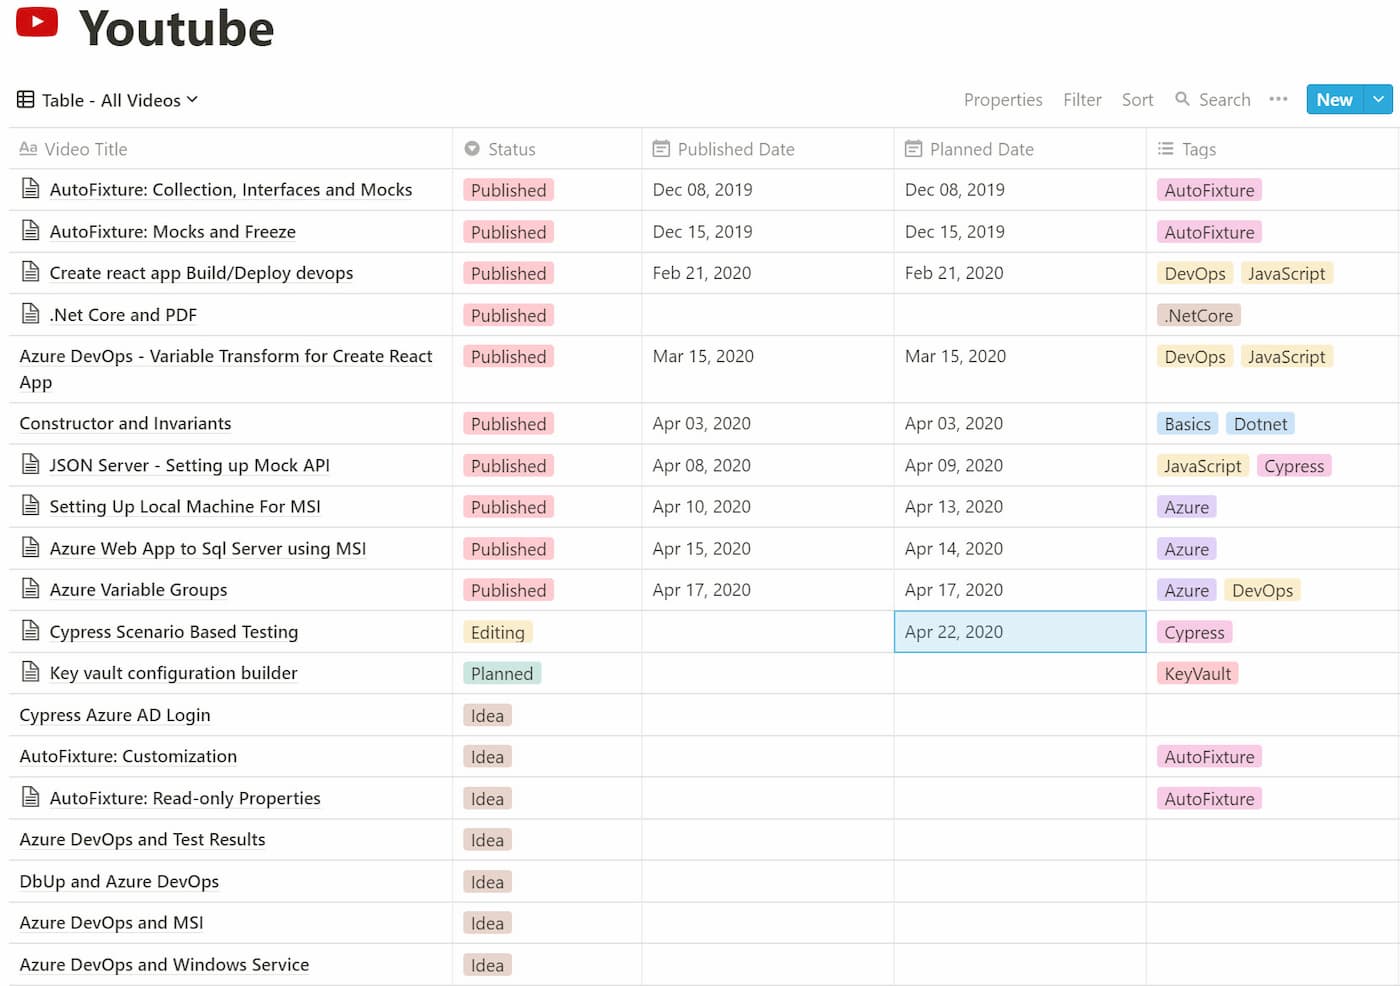 Youtube
Table - All Videos
Properties Filter Sort Search ••• New
Aa Video Title Status Published Date Planned Date Tags
AutoFixture: Collection, Interfaces and Mocks Published Dec 08, 2019 Dec 08, 2019 AutoFixture
AutoFixture: Mocks and Freeze Published Dec 15, 2019 Dec 15, 2019 AutoFixture
Create react app Build/Deploy devops Published Feb 21, 2020 Feb 21, 2020 DevOps JavaScript
.Net Core and PDF Published .NetCore
Azure DevOps - Variable Transform for Create React Published Mar 15, 2020 Mar 15, 2020 DevOps JavaScript
App
Constructor and Invariants Published Apr 03, 2020 Apr 03, 2020 Basics Dotnet
JSON Server - Setting up Mock API Published Apr 08, 2020 Apr 09, 2020 JavaScript Cypress
Setting Up Local Machine For MSI Published Apr 10, 2020 Apr 13, 2020 Azure
Azure Web App to Sql Server using MSI Published Apr 15, 2020 Apr 14, 2020 Azure
Azure Variable Groups Published Apr 17, 2020 Apr 17, 2020 Azure DevOps
Cypress Scenario Based Testing Editing Apr 22, 2020 Cypress
Key vault configuration builder Planned KeyVault
Cypress Azure AD Login Idea
AutoFixture: Customization Idea AutoFixture
AutoFixture: Read-only Properties Idea AutoFixture
Azure DevOps and Test Results Idea
DbUp and Azure DevOps Idea
Azure DevOps and MSI Idea
Azure DevOps and Windows Service Idea